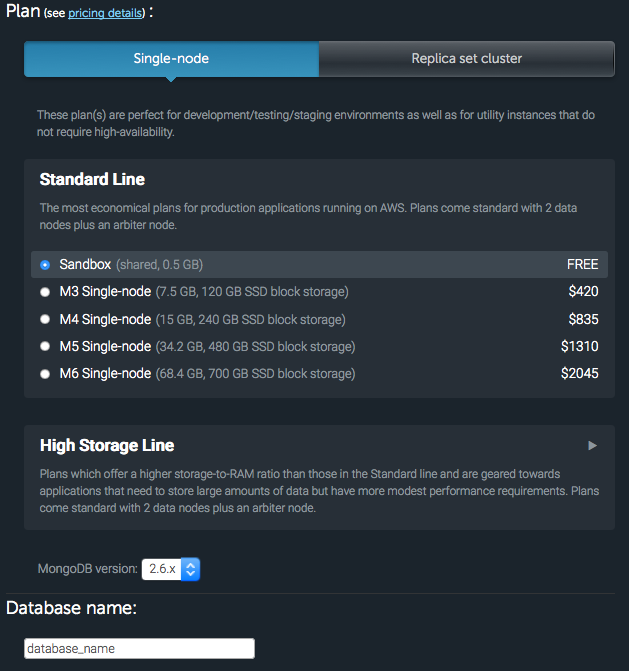 Plan (see pricing details) :
Single-node
Replica set cluster
These plan(s) are perfect for development/testing/staging environments as well as for utility instances that do
not require high-availability.
Standard Line
The most economical plans for production applications running on AWS. Plans come standard with 2 data
nodes plus an arbiter node.
Sandbox (shared, 0.5 GB) FREE
M3 Single-node (7.5 GB, 120 GB SSD block storage) $420
M4 Single-node (15 GB, 240 GB SSD block storage) $835
M5 Single-node (34.2 GB, 480 GB SSD block storage) $1310
M6 Single-node (68.4 GB, 700 GB SSD block storage) $2045
High Storage Line
Plans which offer a higher storage-to-RAM ratio than those in the Standard line and are geared towards
applications that need to store large amounts of data but have more modest performance requirements. Plans
come standard with 2 data nodes plus an arbiter node.
MongoDB version: 2.6.x
Database name:
database_name